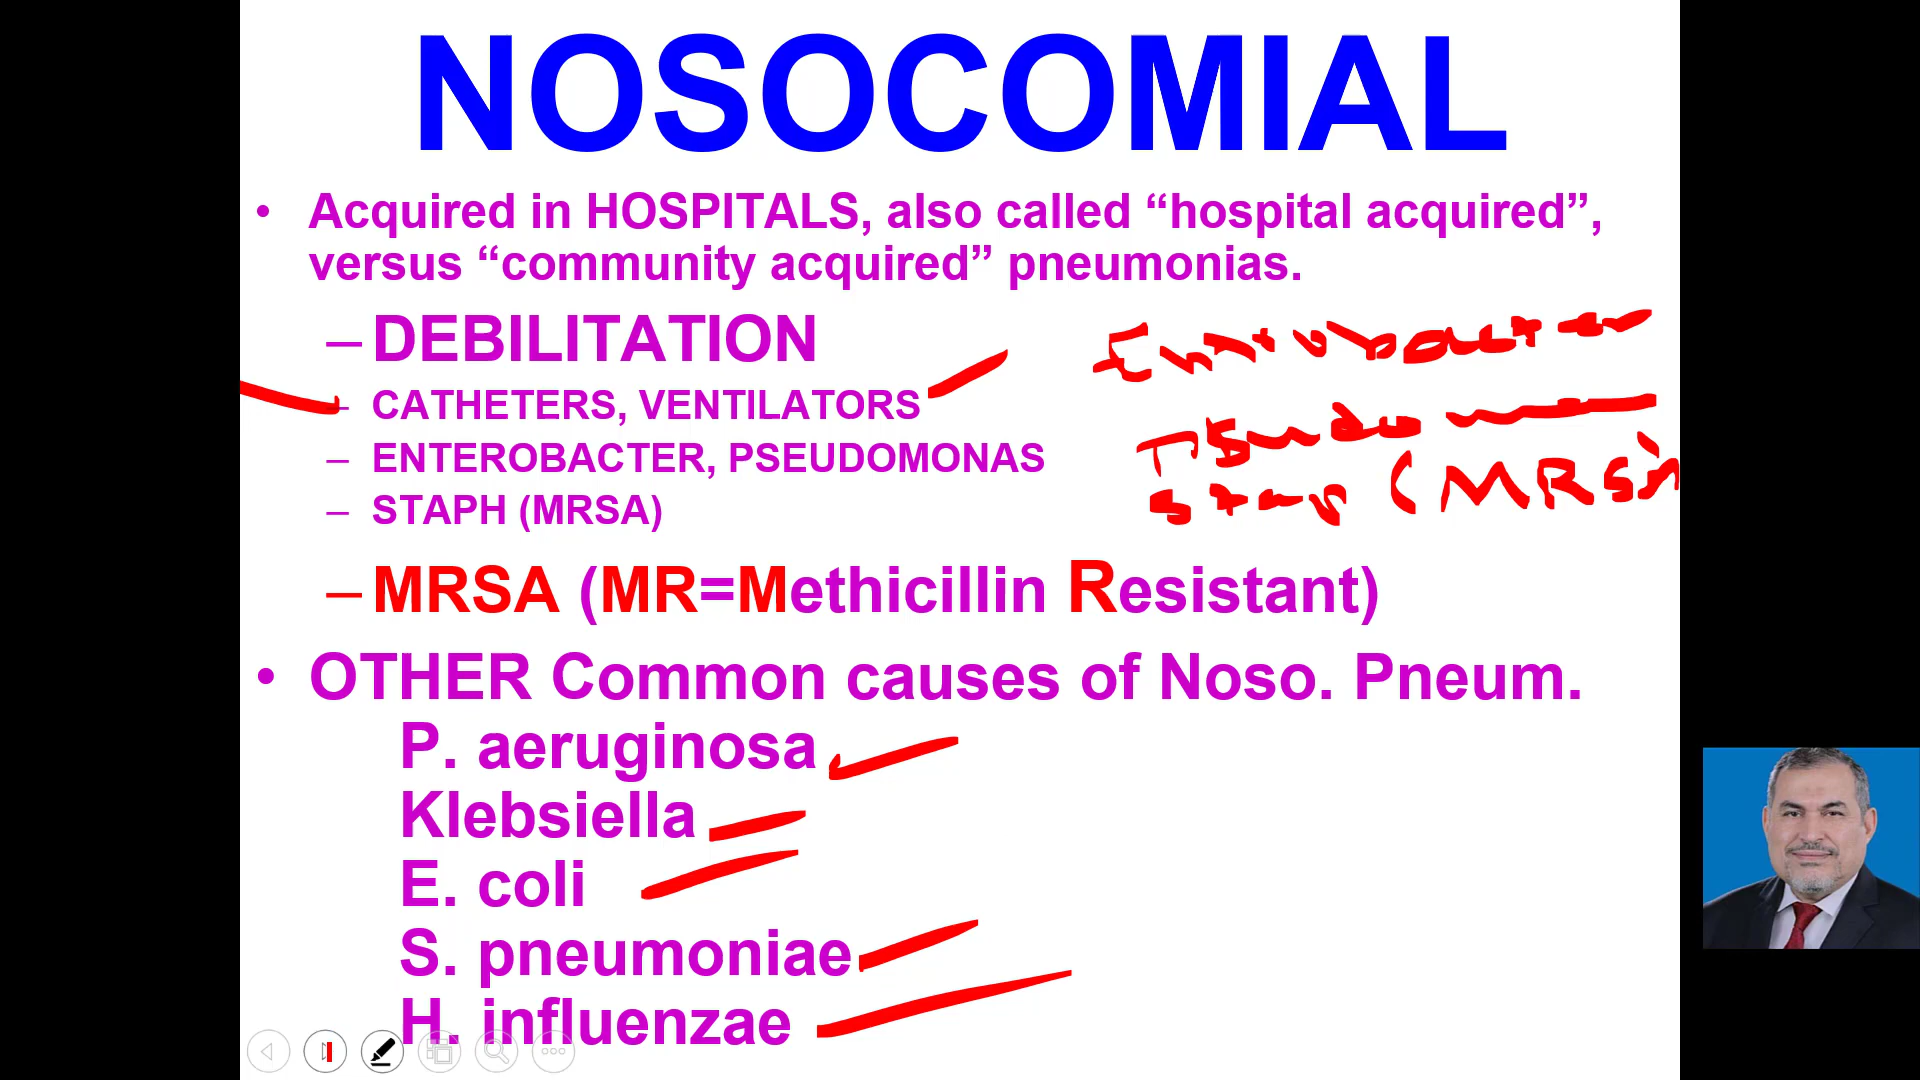 NOSOCOMIAL
• Acquired in HOSPITALS, also called “hospital acquired”,
versus “community acquired” pneumonias.
– DEBILITATION
– CATHETERS, VENTILATORS
– ENTEROBACTER, PSEUDOMONAS
– STAPH (MRSA)
– MRSA (MR=Methicillin Resistant)
• OTHER Common causes of Noso. Pneum.
P. aeruginosa
Klebsiella
E. coli
S. pneumoniae
H. influenzae
(MRSA